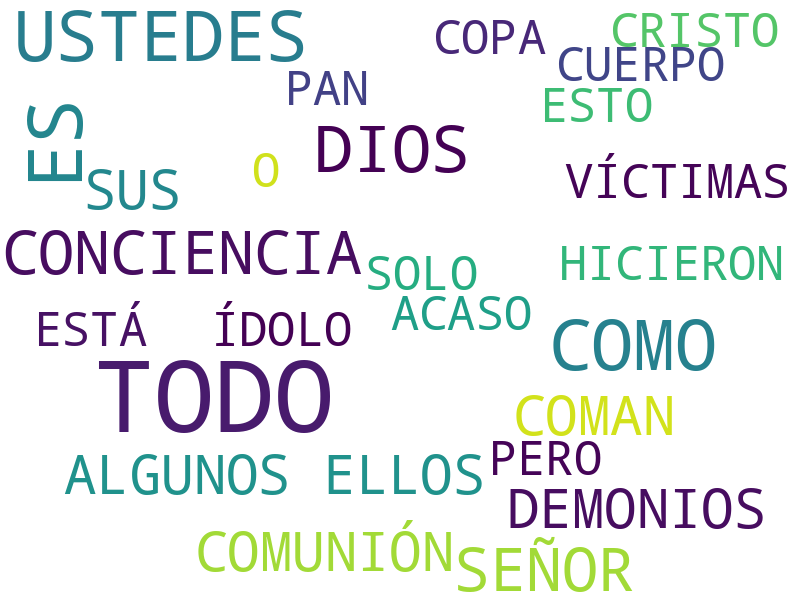 USTEDES
COPA
CRISTO
CUERPO
PAN
ESTO
ES
DIOS
SUS
O
VÍCTIMAS
CONCIENCIA
SOLO
HICIERON
ACASO
ESTÁ
ÍDOLO
COMO
TODO
COMAN
ALGUNOS
ELLOS
PERO
DEMONIOS
COMUNIÓN
SEÑOR